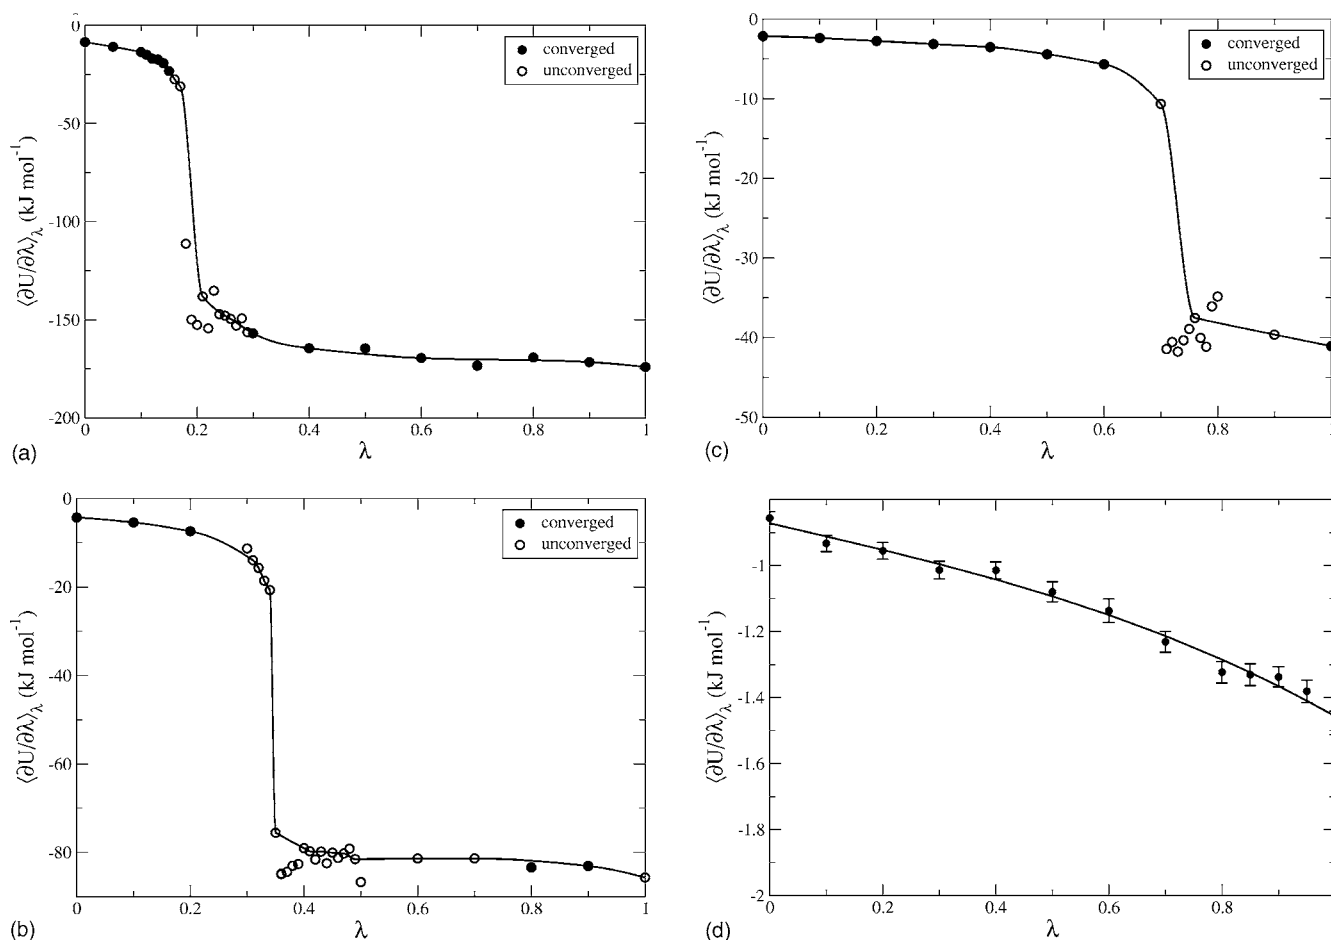 0
-50
-100
-150
-200
⟨∂U/∂λ⟩λ (kJ mol⁻¹)
converged
unconverged
0
0.2
0.4
0.6
0.8
1
λ
(a)
0
-10
-20
-30
-40
-50
⟨∂U/∂λ⟩λ (kJ mol⁻¹)
converged
unconverged
0
0.2
0.4
0.6
0.8
1
λ
(c)
0
-20
-40
-60
-80
⟨∂U/∂λ⟩λ (kJ mol⁻¹)
converged
unconverged
0
0.2
0.4
0.6
0.8
1
λ
(b)
-1
-1.2
-1.4
-1.6
-1.8
-2
⟨∂U/∂λ⟩λ (kJ mol⁻¹)
0
0.2
0.4
0.6
0.8
λ
(d)